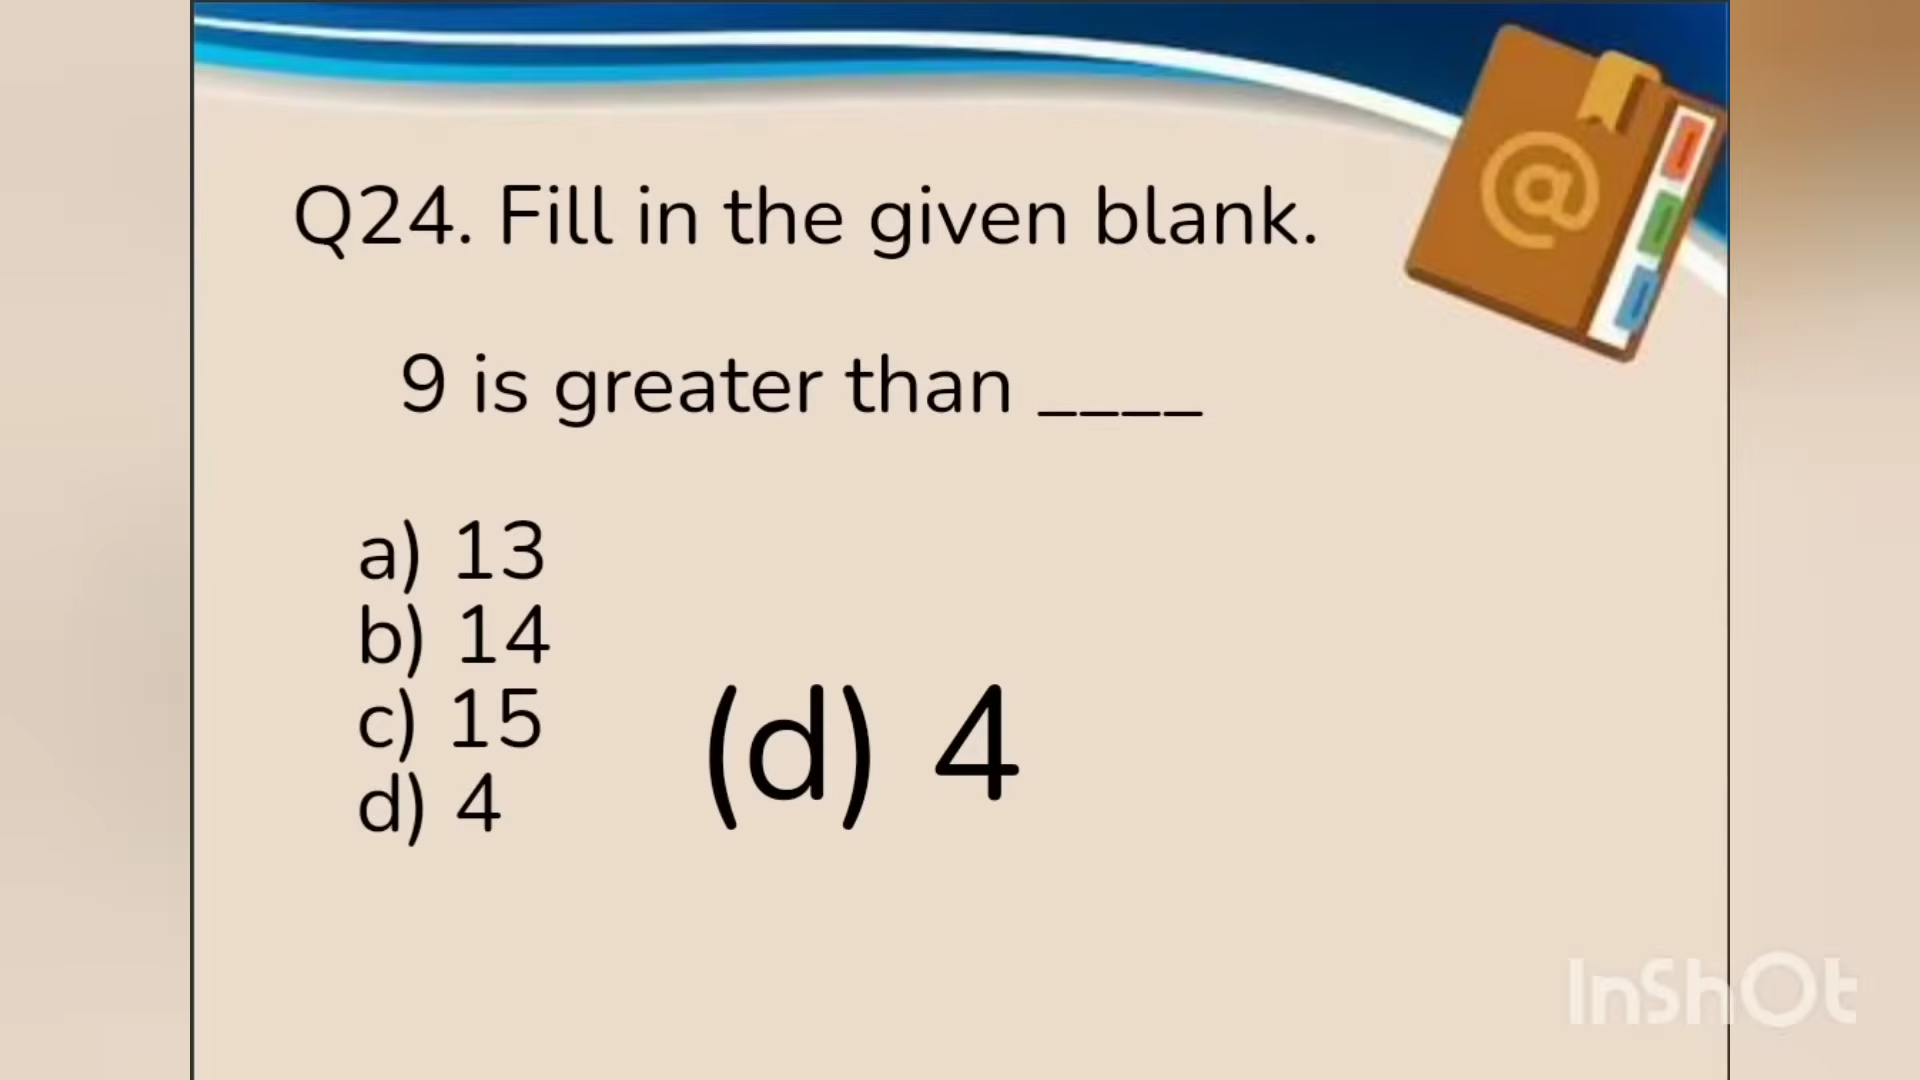 Q24. Fill in the given blank.
9 is greater than ____
a) 13
b) 14
c) 15
d) 4
(d) 4
@
InShOt